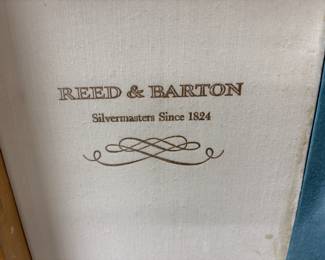 REED & BARTON
Silvermasters Since 1824